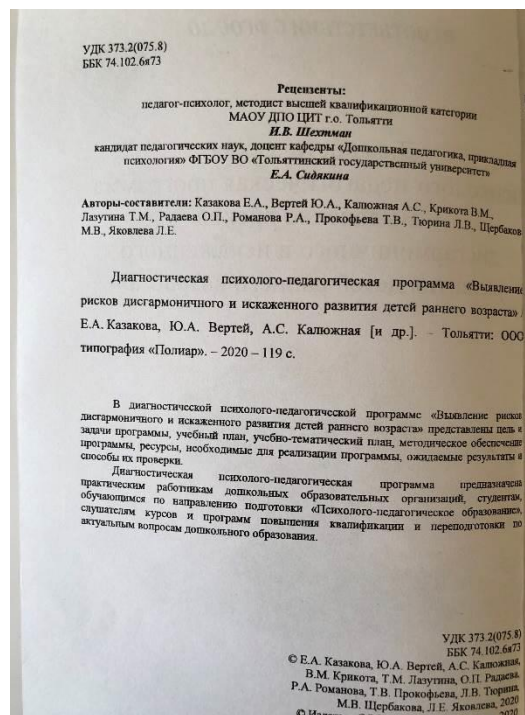 УДК 373.2(075.8)
ББК 74.102.6я73
Рецензенты:
педагог-психолог, методист высшей квалификационной категории
МАОУ ДПО ЦИТ г.о. Тольятти
И.В. Шехтман
кандидат педагогических наук, доцент кафедры «Дошкольная педагогика, прикладная
психология» ФГБОУ ВО «Тольяттинский государственный университет»
Е.А. Сидякина
Авторы-составители: Казакова Е.А., Вертей Ю.А., Калюжная А.С., Крикота В.М.,
Лазутина Т.М., Радаева О.П., Романова Р.А., Прокофьева Т.В., Тюрина Л.В., Щербаков
М.В., Яковлева Л.Е.
Диагностическая психолого-педагогическая программа «Выявление
рисков дисгармоничного и искаженного развития детей раннего возраста» /
Е.А. Казакова, Ю.А. Вертей, А.С. Калюжная [и др.]. – Тольятти: ООО
типография «Полиар». – 2020 – 119 с.
В диагностической психолого-педагогической программе «Выявление рисков
дисгармоничного и искаженного развития детей раннего возраста» представлены цель и
задачи программы, учебный план, учебно-тематический план, методическое обеспечение
программы, ресурсы, необходимые для реализации программы, ожидаемые результаты и
способы их проверки.
Диагностическая психолого-педагогическая программа предназначена
практическим работникам дошкольных образовательных организаций, студентам,
обучающимся по направлению подготовки «Психолого-педагогическое образование»,
слушателям курсов и программ повышения квалификации и переподготовки по
актуальным вопросам дошкольного образования.
УДК 373.2(075.8)
ББК 74.102.6я73
© Е.А. Казакова, Ю.А. Вертей, А.С. Калюжная,
В.М. Крикота, Т.М. Лазутина, О.П. Радаева,
Р.А. Романова, Т.В. Прокофьева, Л.В. Тюрина,
М.В. Щербакова, Л.Е. Яковлева, 2020